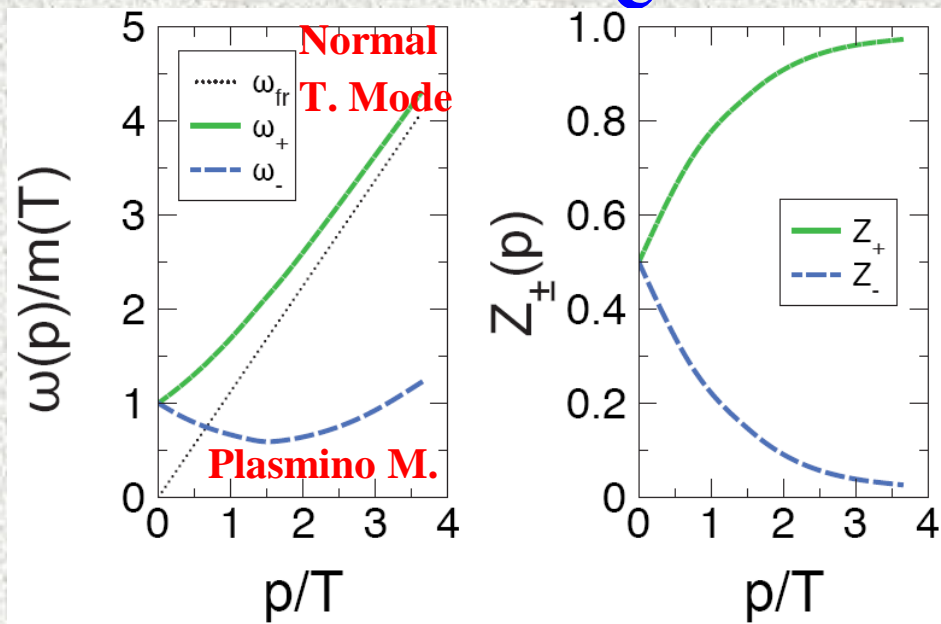 Normal
T. Mode
ω_fr
ω_+
ω_-
5
4
3
2
1
0
ω(p)/m(T)
Plasmino M.
0 1 2 3 4
p/T
1.0
0.8
0.6
0.4
0.2
0
Z_±(p)
Z_+
Z_-
0 1 2 3 4
p/T